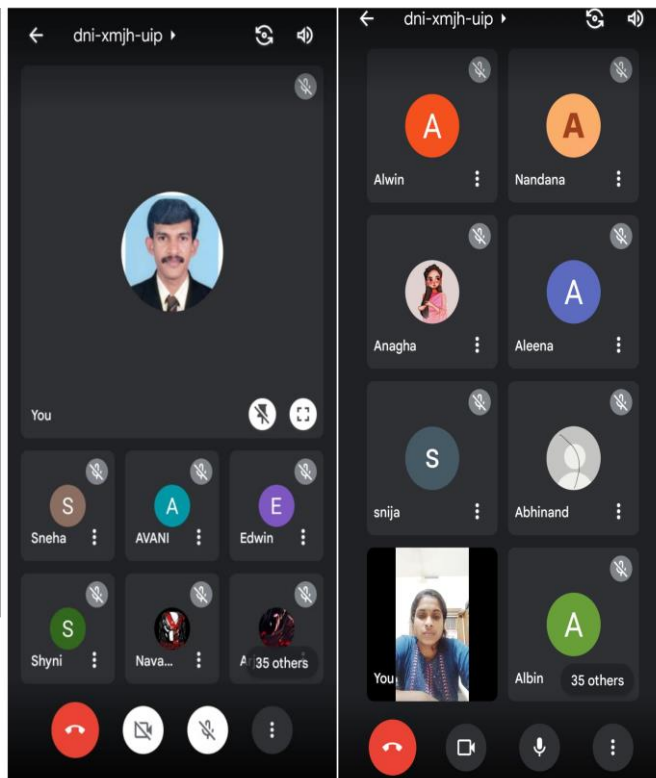 dni-xmjh-uip
You
S
A
E
Sneha
AVANI
Edwin
S
Shyni
Nava...
35 others
dni-xmjh-uip
A
A
Alwin
Nandana
A
Anagha
Aleena
S
snija
Abhinand
A
You
Albin
35 others